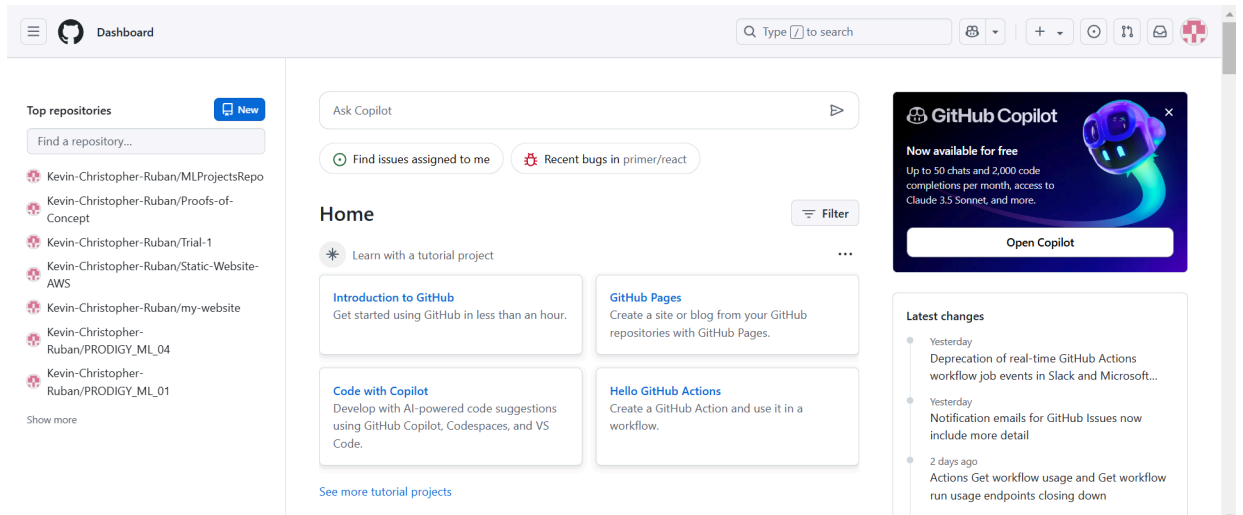 Dashboard
Type / to search
Top repositories
New
Find a repository...
Kevin-Christopher-Ruban/MLProjectsRepo
Kevin-Christopher-Ruban/Proofs-of-
Concept
Kevin-Christopher-Ruban/Trial-1
Kevin-Christopher-Ruban/Static-Website-
AWS
Kevin-Christopher-Ruban/my-website
Kevin-Christopher-
Ruban/PRODIGY_ML_04
Kevin-Christopher-
Ruban/PRODIGY_ML_01
Show more
Ask Copilot
Find issues assigned to me
Recent bugs in primer/react
Home
Filter
Learn with a tutorial project
Introduction to GitHub
Get started using GitHub in less than an hour.
GitHub Pages
Create a site or blog from your GitHub
repositories with GitHub Pages.
Code with Copilot
Develop with AI-powered code suggestions
using GitHub Copilot, Codespaces, and VS
Code.
Hello GitHub Actions
Create a GitHub Action and use it in a
workflow.
See more tutorial projects
GitHub Copilot
Now available for free
Up to 50 chats and 2,000 code
completions per month, access to
Claude 3.5 Sonnet, and more.
Open Copilot
Latest changes
Yesterday
Deprecation of real-time GitHub Actions
workflow job events in Slack and Microsoft...
Yesterday
Notification emails for GitHub Issues now
include more detail
2 days ago
Actions Get workflow usage and Get workflow
run usage endpoints closing down